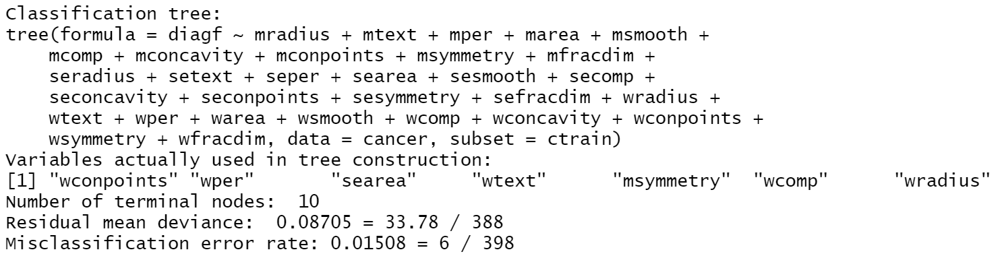 Classification tree:
tree(formula = diagf ~ mradius + mtext + mper + marea + msmooth +
    mcomp + mconcavity + mconpoints + msymmetry + mfracdim +
    seradius + setext + seper + searea + sesmooth + secomp +
    seconcavity + seconpoints + sesymmetry + sefracdim + wradius +
    wtext + wper + warea + wsmooth + wcomp + wconcavity + wconpoints +
    wsymmetry + wfracdim, data = cancer, subset = ctrain)
Variables actually used in tree construction:
[1] "wconpoints" "wper"       "searea"     "wtext"      "msymmetry"  "wcomp"      "wradius"
Number of terminal nodes:  10
Residual mean deviance:  0.08705 = 33.78 / 388
Misclassification error rate: 0.01508 = 6 / 398